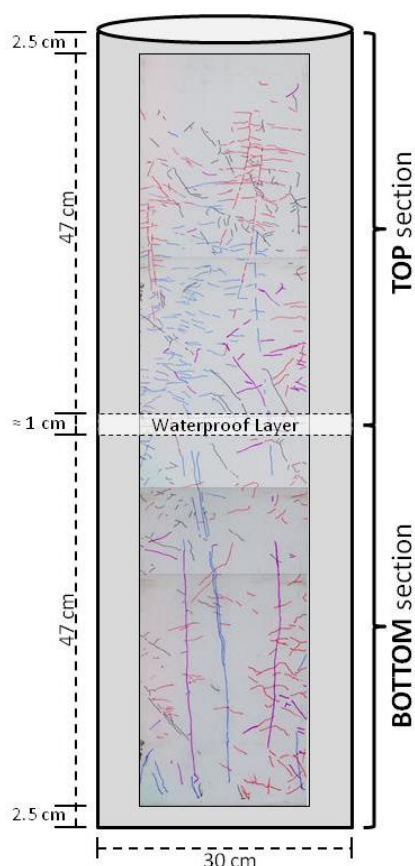 2.5 cm
47 cm
TOP section
≈ 1 cm
Waterproof Layer
47 cm
BOTTOM section
2.5 cm
30 cm